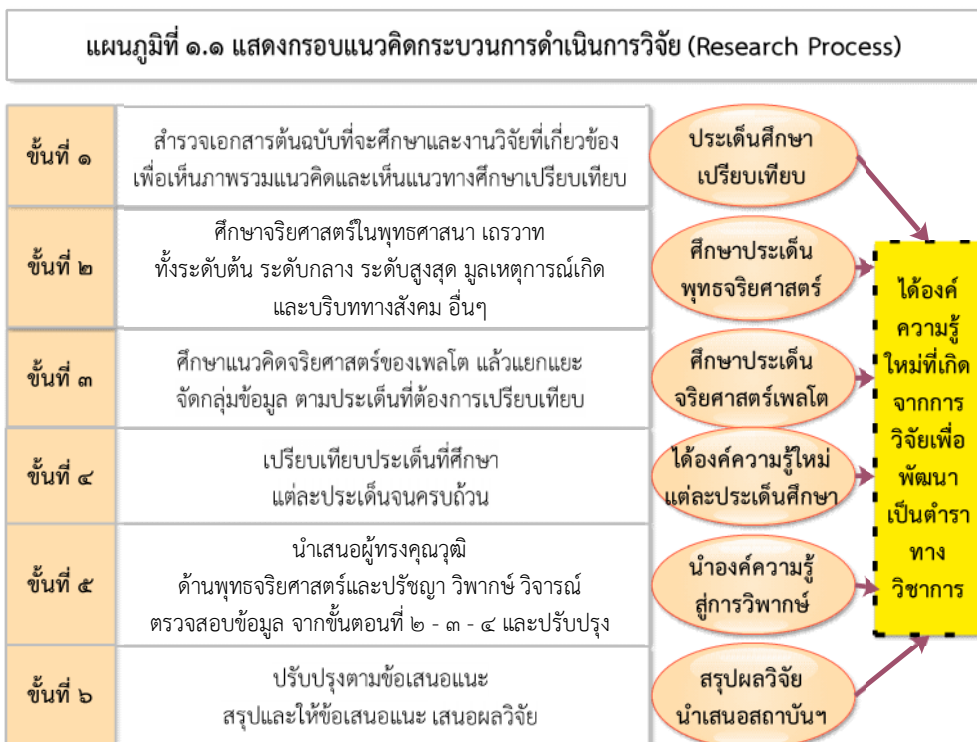 แผนภูมิที่ ๑.๑ แสดงกรอบแนวคิดกระบวนการดำเนินการวิจัย (Research Process)
ขั้นที่ ๑
สำรวจเอกสารต้นฉบับที่จะศึกษาและงานวิจัยที่เกี่ยวข้อง
เพื่อเห็นภาพรวมแนวคิดและเห็นแนวทางศึกษาเปรียบเทียบ
ประเด็นศึกษา
เปรียบเทียบ
ขั้นที่ ๒
ศึกษาจริยศาสตร์ในพุทธศาสนา เถรวาท
ทั้งระดับต้น ระดับกลาง ระดับสูงสุด มูลเหตุการณ์เกิด
และบริบททางสังคม อื่นๆ
ศึกษาประเด็น
พุทธจริยศาสตร์
ขั้นที่ ๓
ศึกษาแนวคิดจริยศาสตร์ของเพลโต แล้วแยกแยะ
จัดกลุ่มข้อมูล ตามประเด็นที่ต้องการเปรียบเทียบ
ศึกษาประเด็น
จริยศาสตร์เพลโต
ขั้นที่ ๔
เปรียบเทียบประเด็นที่ศึกษา
แต่ละประเด็นจนครบถ้วน
ได้องค์ความรู้ใหม่
แต่ละประเด็นศึกษา
ขั้นที่ ๕
นำเสนอผู้ทรงคุณวุฒิ
ด้านพุทธจริยศาสตร์และปรัชญา วิพากษ์ วิจารณ์
ตรวจสอบข้อมูล จากขั้นตอนที่ ๒ - ๓ - ๔ และปรับปรุง
นำองค์ความรู้
สู่การวิพากษ์
ขั้นที่ ๖
ปรับปรุงตามข้อเสนอแนะ
สรุปและให้ข้อเสนอแนะ เสนอผลวิจัย
สรุปผลวิจัย
นำเสนอสถาบันฯ
ได้องค์
ความรู้
ใหม่ที่เกิด
จากการ
วิจัยเพื่อ
พัฒนา
เป็นตำรา
ทาง
วิชาการ